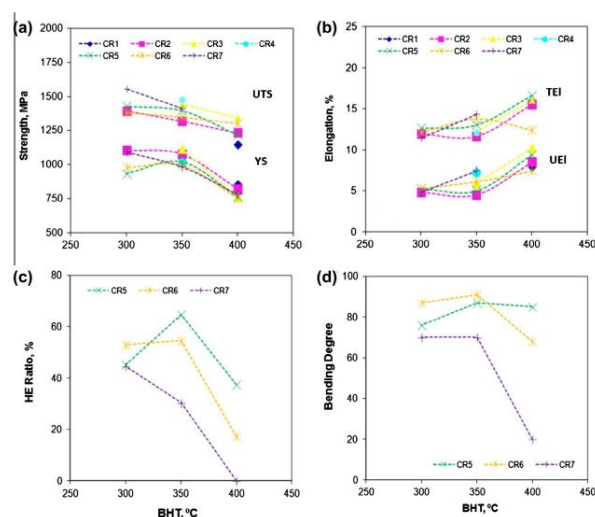 (a)
1500
1750
1500
1250
1000
750
500
Strength, MPa
CR1 CR2 CR3 CR4
CR5 CR6 CR7
UTS
YS
250 300 350 400 450
(b)
25
20
15
10
5
0
Elongation, %
CR1 CR2 CR3 CR4
CR5 CR6 CR7
TEl
UEl
250 300 350 400 450
(c)
80
60
40
20
0
HE Ratio, %
CR5 CR6 CR7
250 300 350 400 450
BHT, ºC
(d)
100
80
60
40
20
0
Bending Degree
CR5 CR6 CR7
250 300 350 400 450
BHT, ºC